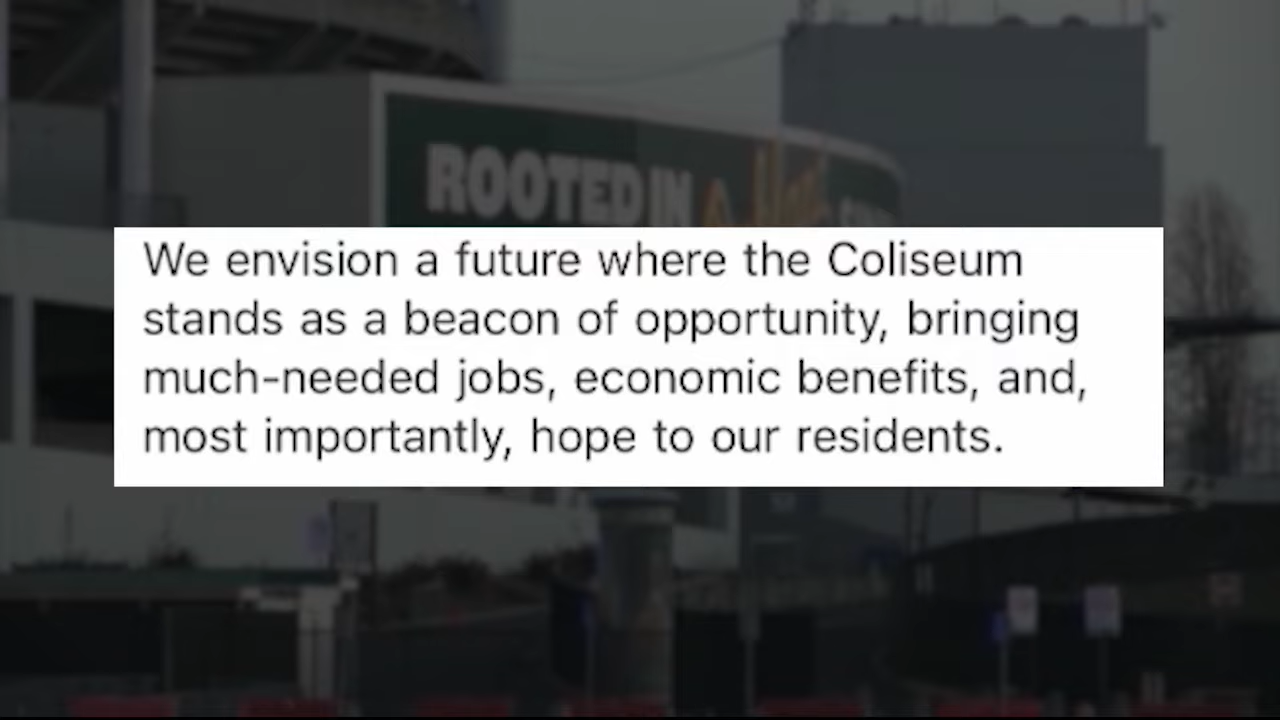 ROOTED IN
We envision a future where the Coliseum
stands as a beacon of opportunity, bringing
much-needed jobs, economic benefits, and,
most importantly, hope to our residents.